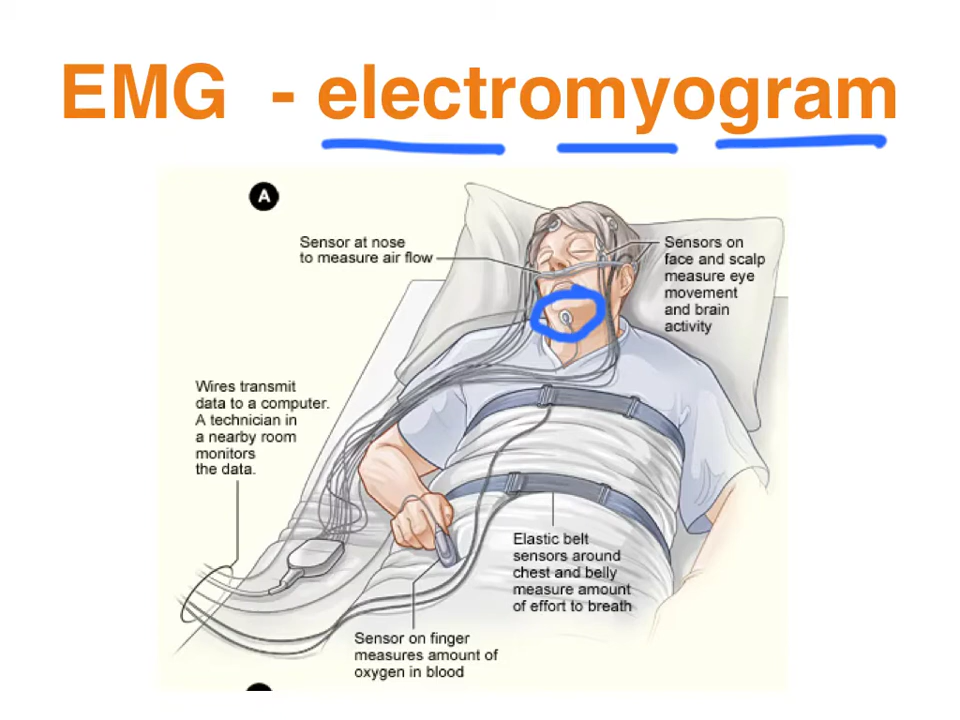 EMG - electromyogram
A
Sensor at nose
to measure air flow
Sensors on
face and scalp
measure eye
movement
and brain
activity
Wires transmit
data to a computer.
A technician in
a nearby room
monitors
the data.
Elastic belt
sensors around
chest and belly
measure amount
of effort to breath
Sensor on finger
measures amount of
oxygen in blood